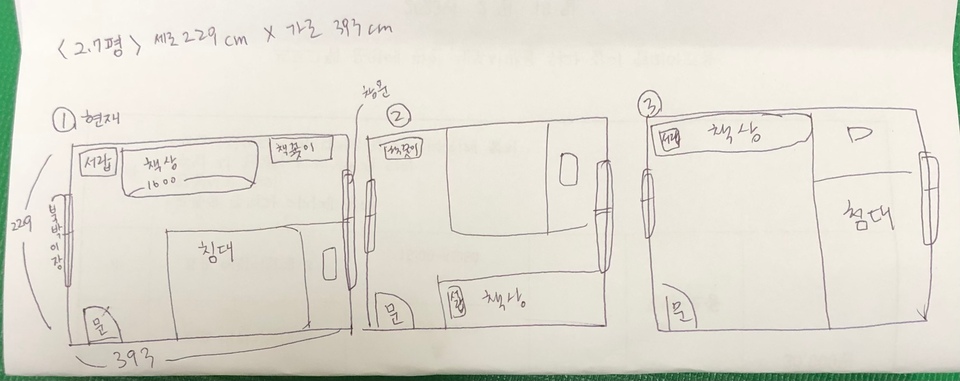 <2.7평> 세로 229 cm X 가로 393 cm
① 현재
서랍
책상
1600
책꽂이
229
붙박이장
침대
문
393
창문
②
책꽂이
문
서랍
책상
③
서랍
책상
침대
문